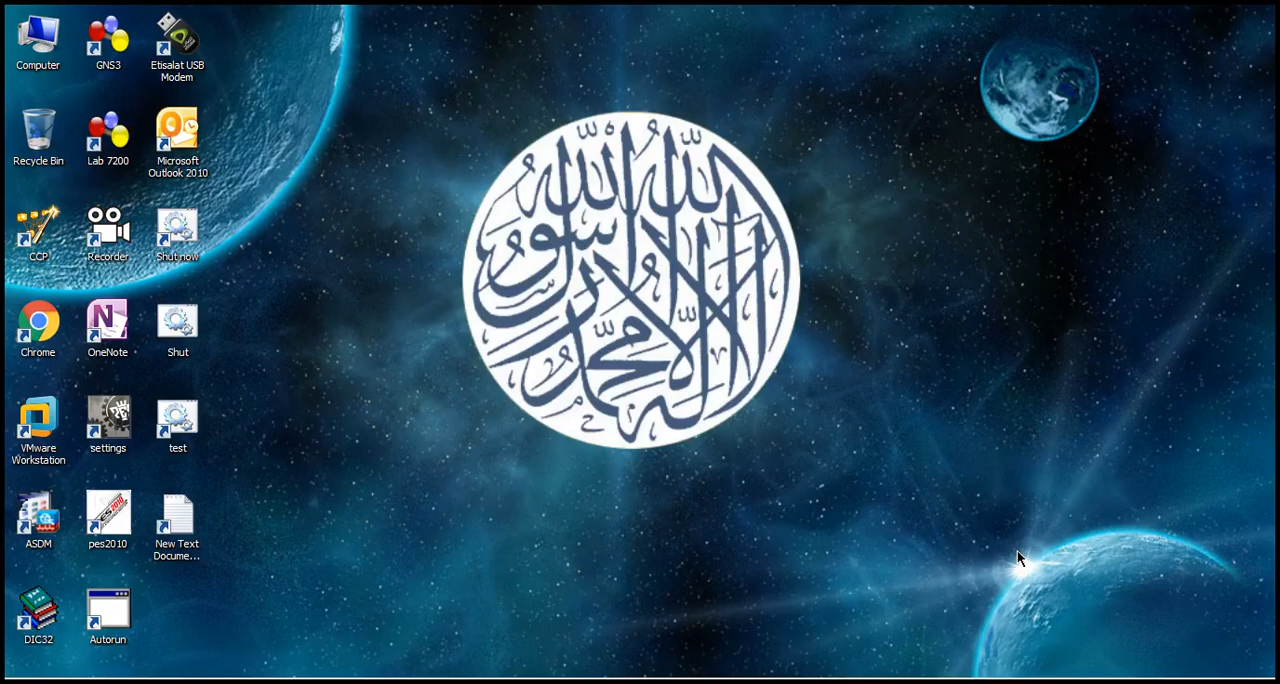 Computer
GNS3
Etisalat USB
Modem
Recycle Bin
Lab 7200
Microsoft
Outlook 2010
CCP
Recorder
Shut now
Chrome
OneNote
Shut
VMware
Workstation
settings
test
ASDM
pes2010
New Text
Docume...
DIC32
Autorun
لا إله إلا الله محمد رسول الله